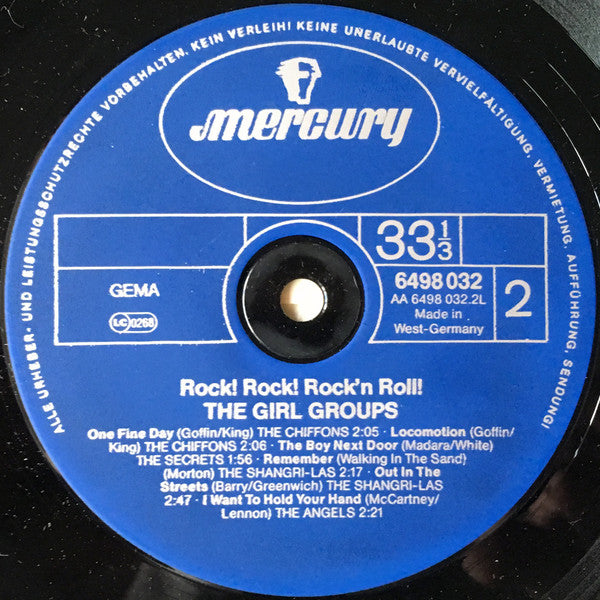 ALLE URHEBER- UND LEISTUNGSSCHUTZRECHTE VORBEHALTEN. KEIN VERLEIH! KEINE UNERLAUBTE VERVIELFÄLTIGUNG, VERMIETUNG, AUFFÜHRUNG, SENDUNG!
mercury
33 1/3
GEMA
6498 032
AA 6498 032.2L
Made in
West-Germany
2
LC 0268
Rock! Rock! Rock'n Roll!
THE GIRL GROUPS
One Fine Day (Goffin/King) THE CHIFFONS 2:05 · Locomotion (Goffin/
King) THE CHIFFONS 2:06 · The Boy Next Door (Madara/White)
THE SECRETS 1:56 · Remember (Walking In The Sand)
(Morton) THE SHANGRI-LAS 2:17 · Out In The
Streets (Barry/Greenwich) THE SHANGRI-LAS
2:47 · I Want To Hold Your Hand (McCartney/
Lennon) THE ANGELS 2:21